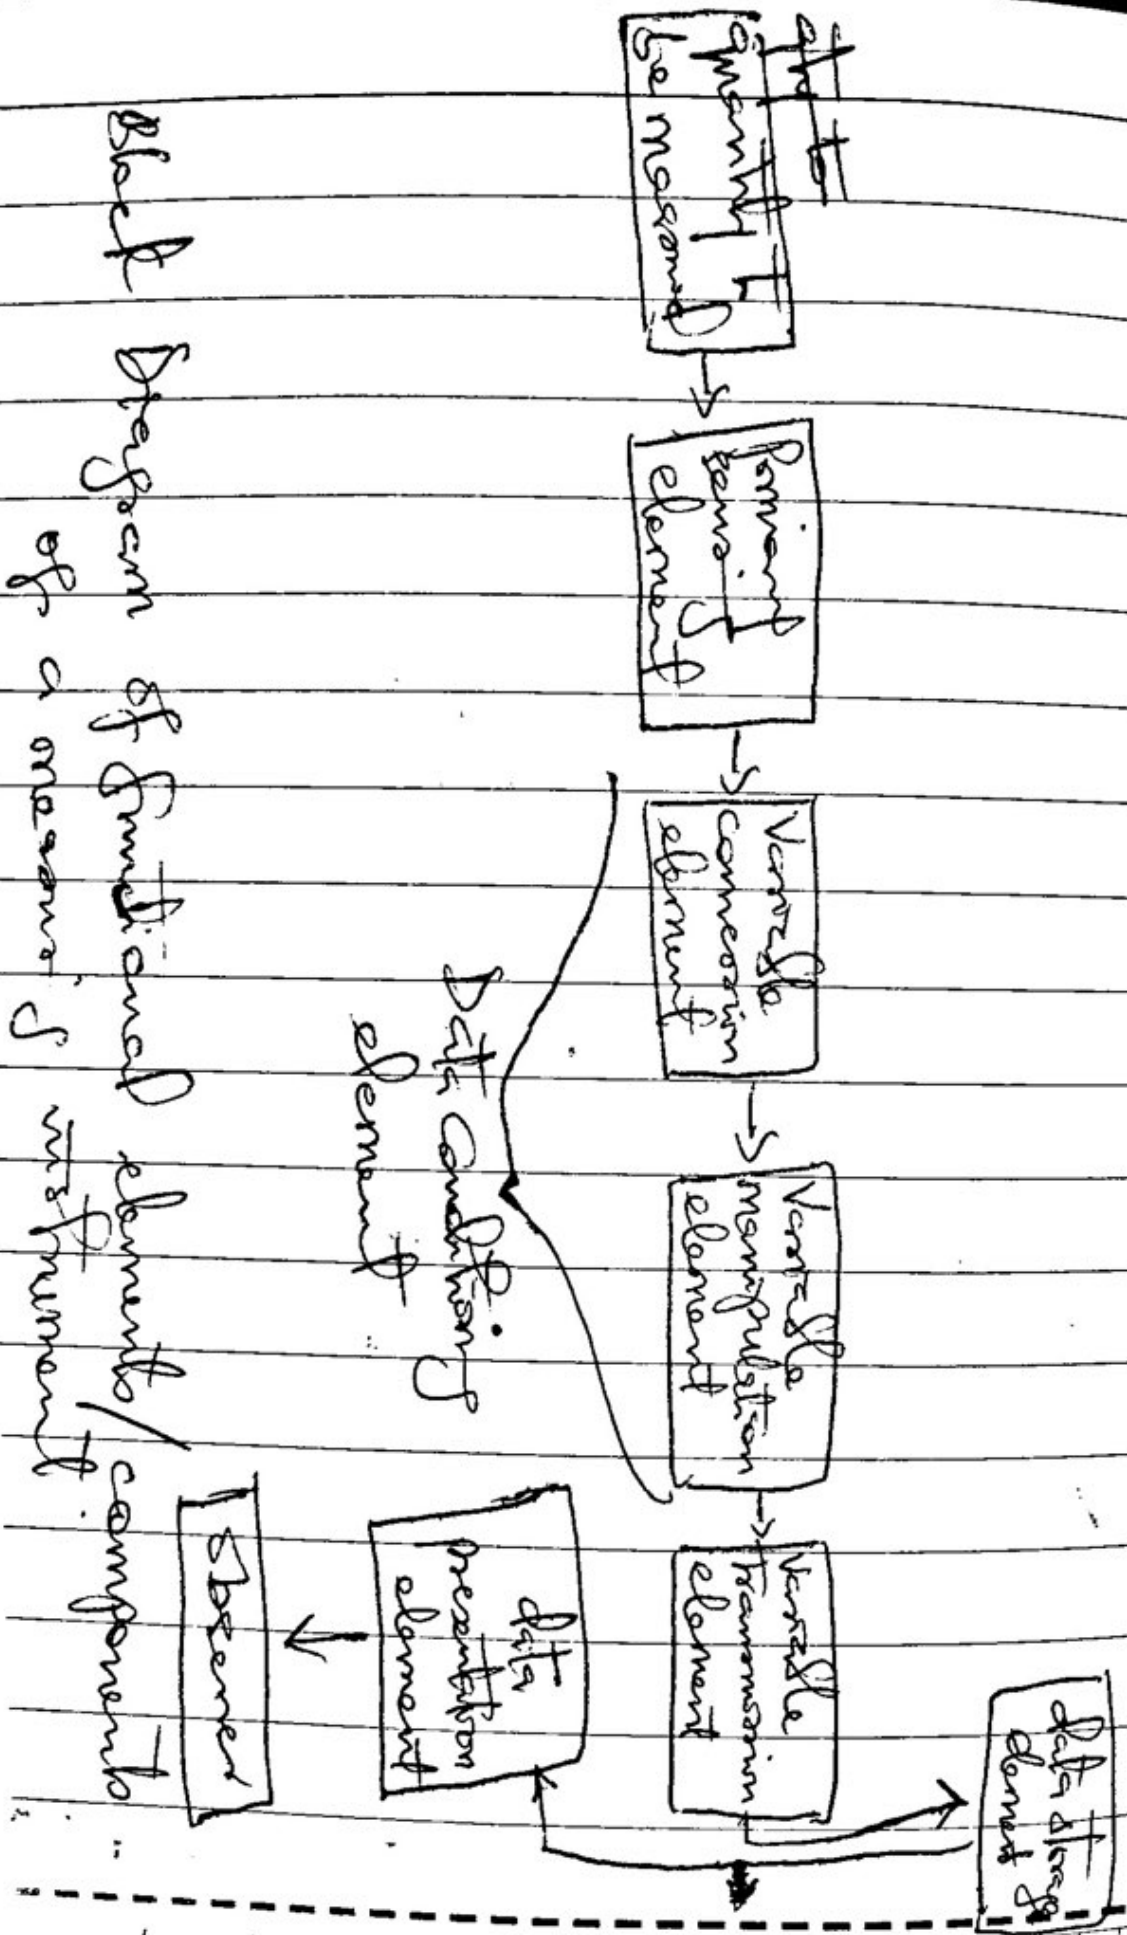 Quantity to
be measured
Primary
sensing
element
Variable
conversion
element
Variable
manipulation
element
Variable
transmission
element
data storage
element
Data Conditioning
element
data
presentation
element
Observer
Block Diagram of functional elements / components
of a measuring instrument.